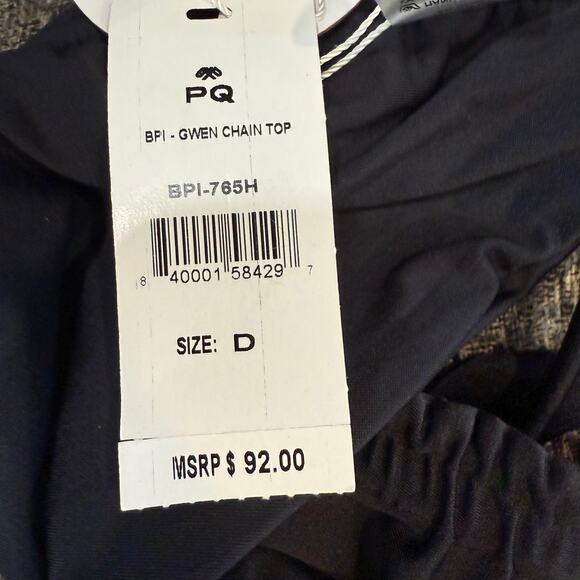 PQ
BPI - GWEN CHAIN TOP
BPI-765H
8 40001 58429 7
SIZE: D
MSRP $ 92.00